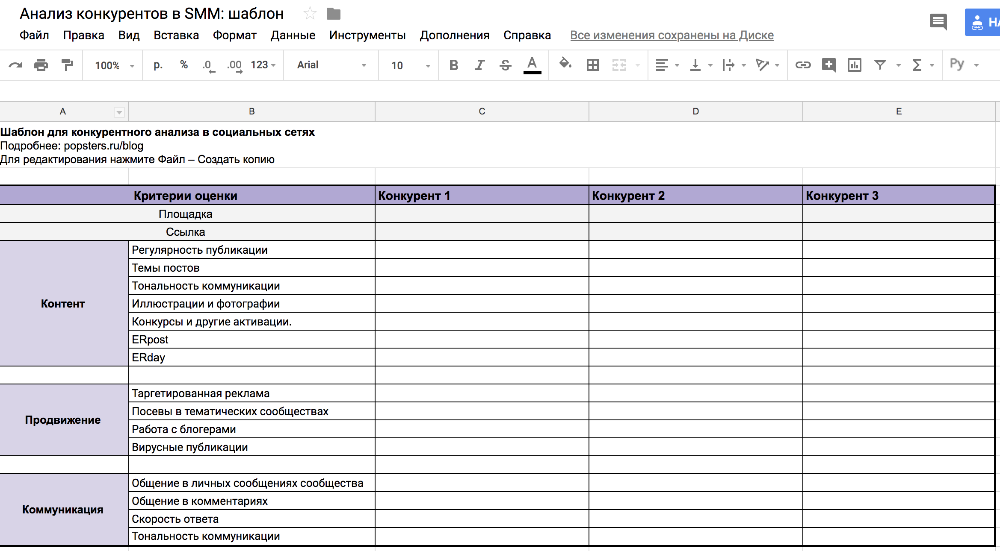 Анализ конкурентов в SMM: шаблон
Файл Правка Вид Вставка Формат Данные Инструменты Дополнения Справка Все изменения сохранены на Диске
НА
100% р. % .0 .00 123 Arial 10 B I S A Σ Ру
A B C D E
Шаблон для конкурентного анализа в социальных сетях
Подробнее: popsters.ru/blog
Для редактирования нажмите Файл – Создать копию
Критерии оценки Конкурент 1 Конкурент 2 Конкурент 3
Площадка
Ссылка
Контент
Регулярность публикации
Темы постов
Тональность коммуникации
Иллюстрации и фотографии
Конкурсы и другие активации.
ERpost
ERday
Продвижение
Таргетированная реклама
Посевы в тематических сообществах
Работа с блогерами
Вирусные публикации
Коммуникация
Общение в личных сообщениях сообщества
Общение в комментариях
Скорость ответа
Тональность коммуникации